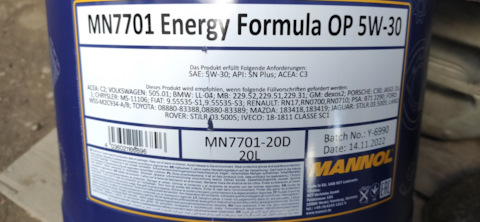 MN7701 Energy Formula OP 5W-30
Das Produkt erfüllt Folgende Anforderungen:
SAE: 5W-30; API: SN Plus; ACEA: C3
Dieses Produkt wird empfohlen, wenn folgende Füllvorschriften gefordert werden:
ACEA: C2; VOLKSWAGEN: 505.01; BMW: LL-04; MB: 229.52, 229.51, 229.31; GM: dexos2; PORSCHE: C30; JASO:
CHRYSLER: MS-11106; FIAT: 9.55535-S1, 9.55535-S3; RENAULT: RN17, RN0700, RN0710; PSA: B71 2290; FORD:
WSS-M2C934-A/B; TOYOTA: 08880-83388, 08880-83389; MAZDA: 183418, 183419; JAGUAR: STJLR.03.5005; LAND
ROVER: STJLR.03.5005; IVECO: 18-1811 CLASSE SC1
MN7701-20D
20L
Batch No.: Y-6990
Date: 14.11.2022
MANNOL